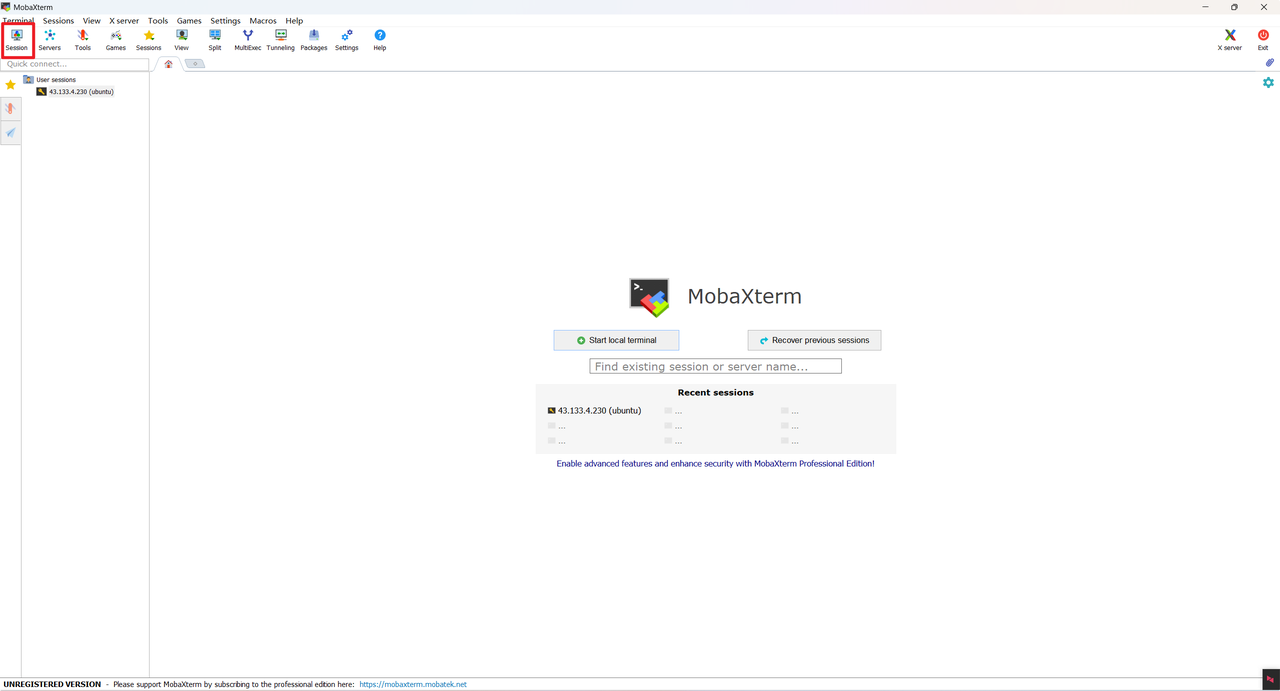 MobaXterm
Terminal Sessions View X server Tools Games Settings Macros Help
Session Servers Tools Games Sessions View Split MultiExec Tunneling Packages Settings Help X server Exit
Quick connect...
User sessions
43.133.4.230 (ubuntu)
>_
MobaXterm
Start local terminal Recover previous sessions
Find existing session or server name...
Recent sessions
43.133.4.230 (ubuntu) ... ...
... ... ...
... ... ...
Enable advanced features and enhance security with MobaXterm Professional Edition!
UNREGISTERED VERSION - Please support MobaXterm by subscribing to the professional edition here: https://mobaxterm.mobatek.net